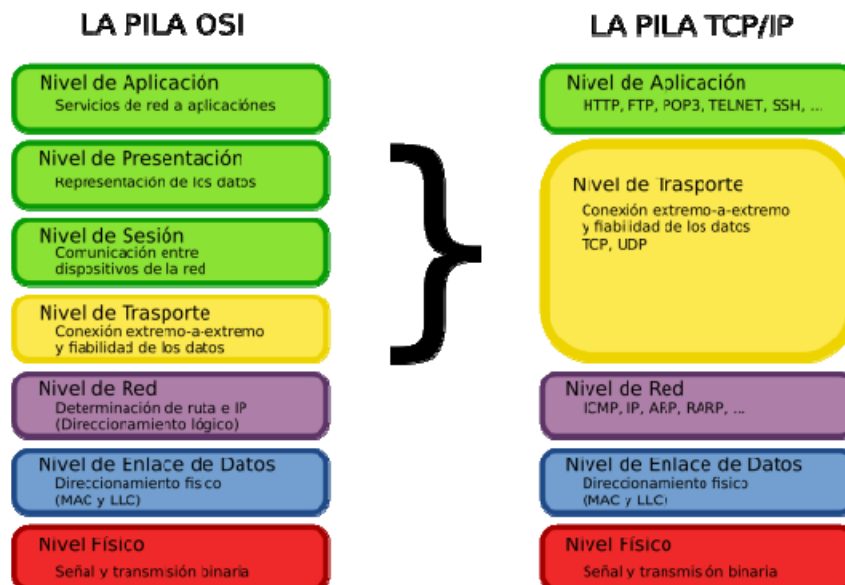 LA PILA OSI
Nivel de Aplicación
Servicios de red a aplicaciónes
Nivel de Presentación
Representación de los datos
Nivel de Sesión
Comunicación entre
dispositivos de la red
Nivel de Trasporte
Conexión extremo-a-extremo
y fiabilidad de los datos
Nivel de Red
Determinación de ruta e IP
(Direccionamiento lógico)
Nivel de Enlace de Datos
Direccionamiento fisico
(MAC y LLC)
Nivel Físico
Señal y transmisión binaria
LA PILA TCP/IP
Nivel de Aplicación
HTTP, FTP, POP3, TELNET, SSH, ...
Nivel de Trasporte
Conexión extremo-a-extremo
y fiabilidad de los datos
TCP, UDP
Nivel de Red
ICMP, IP, ARP, RARP, ...
Nivel de Enlace de Datos
Direccionamiento fisico
(MAC y LLC)
Nivel Físico
Señal y transmisión binaria